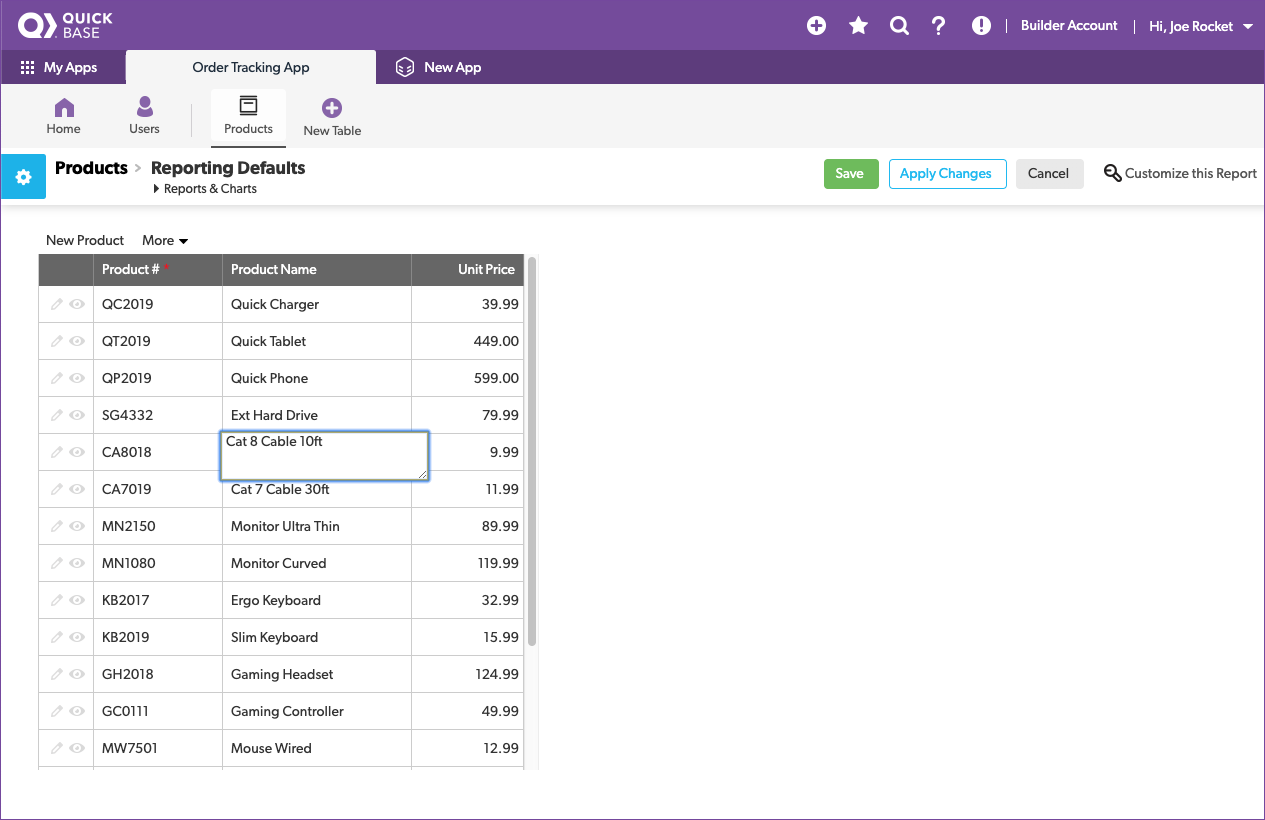 QUICK
BASE
Builder Account
Hi, Joe Rocket
My Apps
Order Tracking App
New App
Home
Users
Products
New Table
Products > Reporting Defaults
Reports & Charts
Save
Apply Changes
Cancel
Customize this Report
New Product More
Product # * Product Name Unit Price
QC2019 Quick Charger 39.99
QT2019 Quick Tablet 449.00
QP2019 Quick Phone 599.00
SG4332 Ext Hard Drive 79.99
CA8018 Cat 8 Cable 10ft 9.99
CA7019 Cat 7 Cable 30ft 11.99
MN2150 Monitor Ultra Thin 89.99
MN1080 Monitor Curved 119.99
KB2017 Ergo Keyboard 32.99
KB2019 Slim Keyboard 15.99
GH2018 Gaming Headset 124.99
GC0111 Gaming Controller 49.99
MW7501 Mouse Wired 12.99